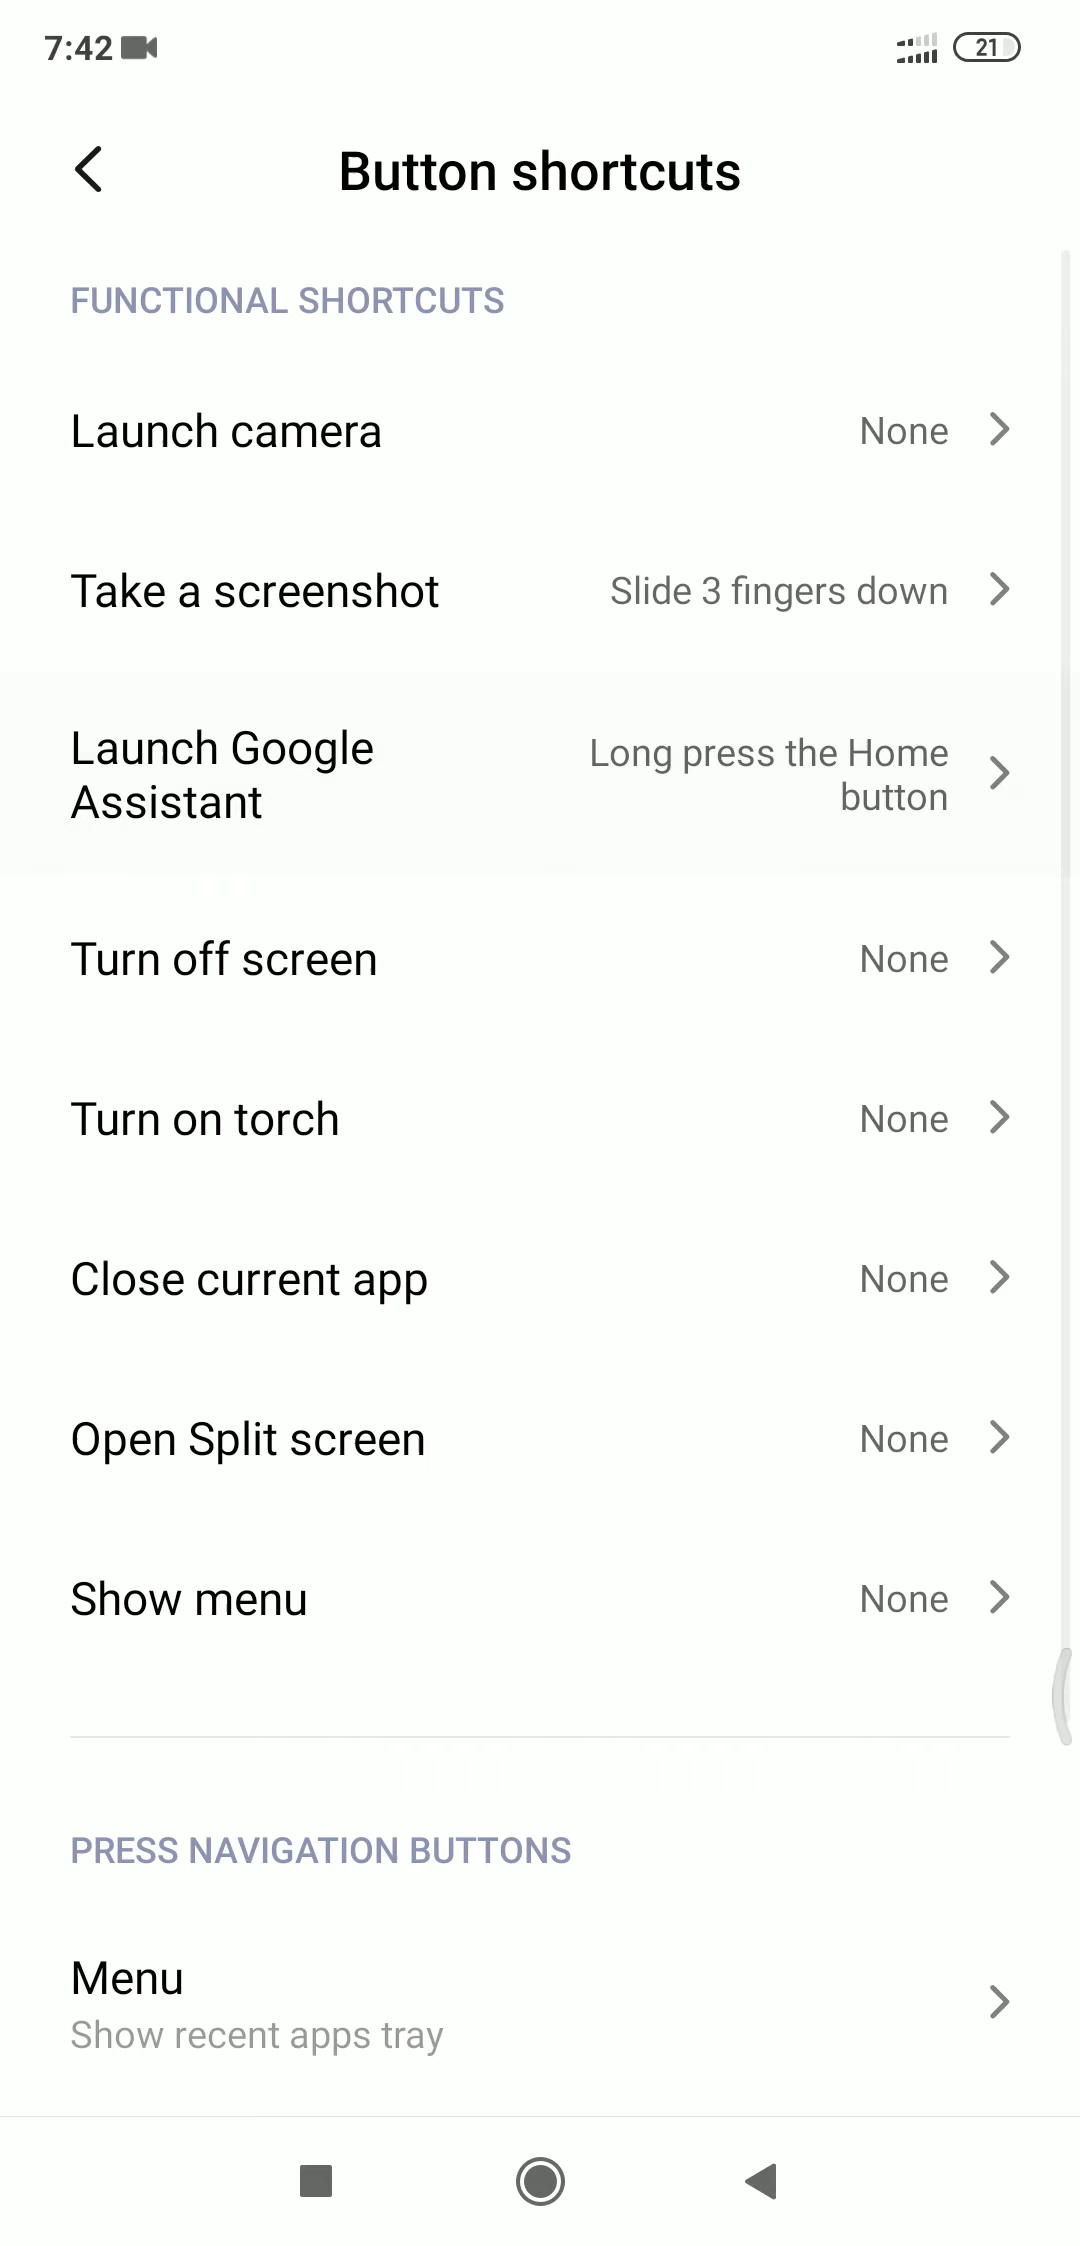 7:42
21
Button shortcuts
FUNCTIONAL SHORTCUTS
Launch camera None
Take a screenshot Slide 3 fingers down
Launch Google Long press the Home
Assistant button
Turn off screen None
Turn on torch None
Close current app None
Open Split screen None
Show menu None
PRESS NAVIGATION BUTTONS
Menu
Show recent apps tray